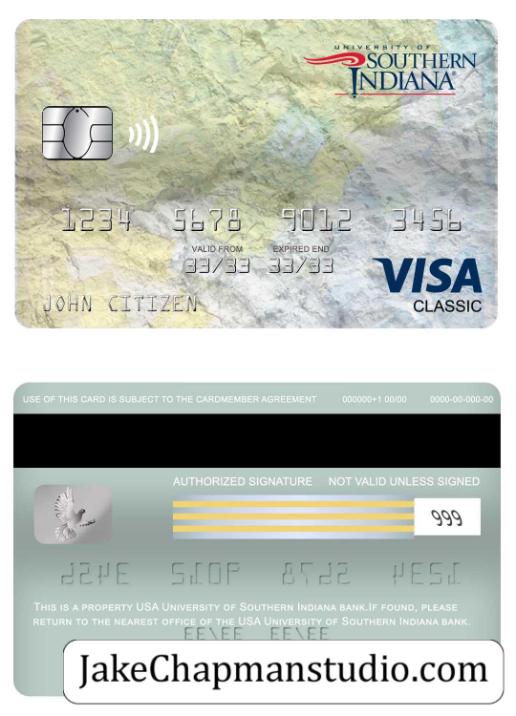 UNIVERSITY OF
SOUTHERN
INDIANA®
1234 5678 9012 3456
VALID FROM EXPIRED END
33/33 33/33
JOHN CITIZEN
VISA
CLASSIC
USE OF THIS CARD IS SUBJECT TO THE CARDMEMBER AGREEMENT 000000+1 00/00 0000-00-000-00
AUTHORIZED SIGNATURE NOT VALID UNLESS SIGNED
999
THIS IS A PROPERTY USA UNIVERSITY OF SOUTHERN INDIANA BANK.IF FOUND, PLEASE
RETURN TO THE NEAREST OFFICE OF THE USA UNIVERSITY OF SOUTHERN INDIANA BANK.
JakeChapmanstudio.com